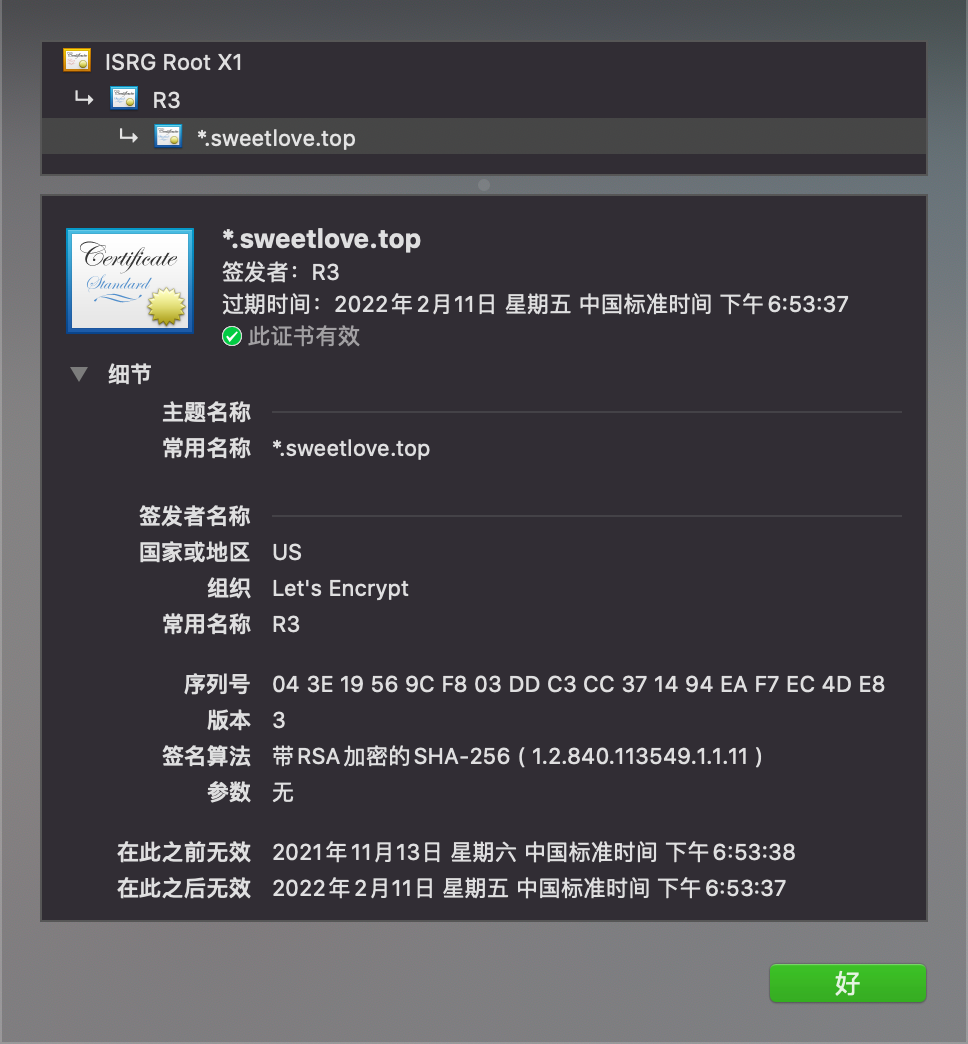 ISRG Root X1
R3
*.sweetlove.top
Certificate
Standard
*.sweetlove.top
签发者：R3
过期时间：2022年2月11日 星期五 中国标准时间 下午6:53:37
此证书有效
细节
主题名称
常用名称 *.sweetlove.top
签发者名称
国家或地区 US
组织 Let's Encrypt
常用名称 R3
序列号 04 3E 19 56 9C F8 03 DD C3 CC 37 14 94 EA F7 EC 4D E8
版本 3
签名算法 带RSA加密的SHA-256 ( 1.2.840.113549.1.1.11 )
参数 无
在此之前无效 2021年11月13日 星期六 中国标准时间 下午6:53:38
在此之后无效 2022年2月11日 星期五 中国标准时间 下午6:53:37
好